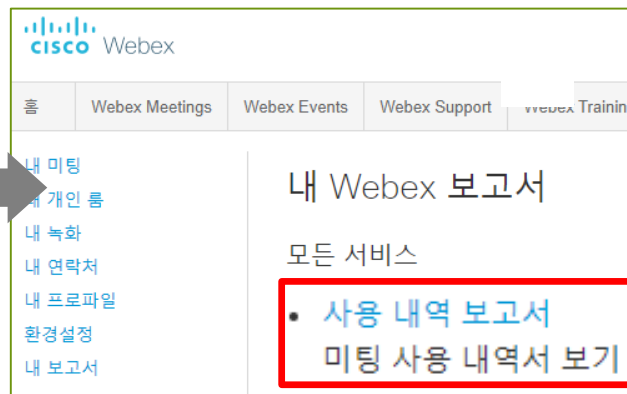 CISCO Webex
홈 Webex Meetings Webex Events Webex Support Webex Trainin
내 미팅
내 개인 룸
내 녹화
내 연락처
내 프로파일
환경설정
내 보고서
내 Webex 보고서
모든 서비스
• 사용 내역 보고서
미팅 사용 내역서 보기